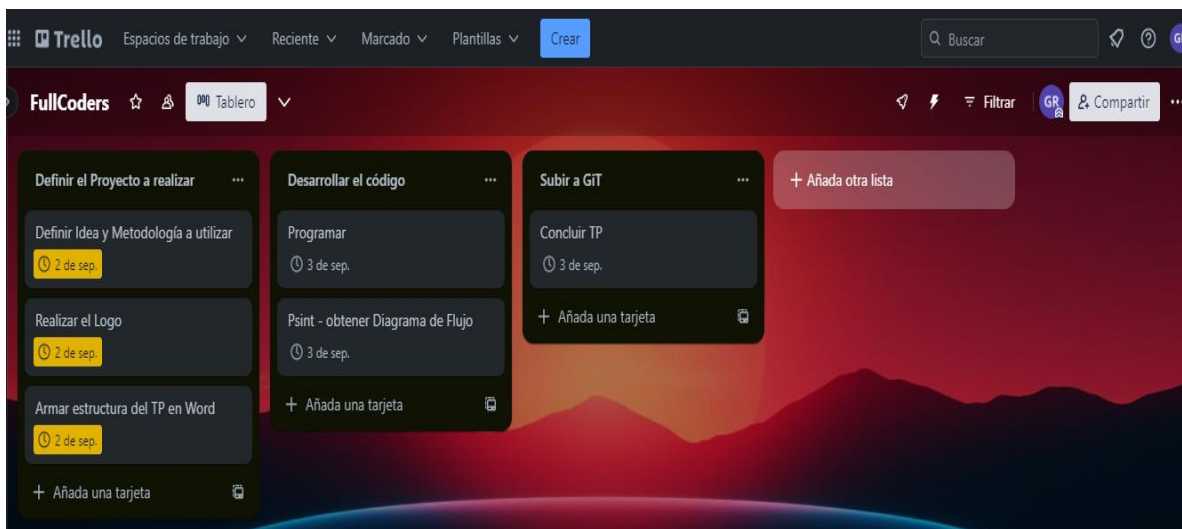 Trello Espacios de trabajo Reciente Marcado Plantillas Crear Buscar
FullCoders Tablero Filtrar GR Compartir
Definir el Proyecto a realizar
Definir Idea y Metodología a utilizar
2 de sep.
Realizar el Logo
2 de sep.
Armar estructura del TP en Word
2 de sep.
+ Añada una tarjeta
Desarrollar el código
Programar
3 de sep.
Psint - obtener Diagrama de Flujo
3 de sep.
+ Añada una tarjeta
Subir a GiT
Concluir TP
3 de sep.
+ Añada una tarjeta
+ Añada otra lista